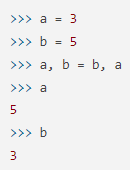 >>> a = 3
>>> b = 5
>>> a, b = b, a
>>> a
5
>>> b
3